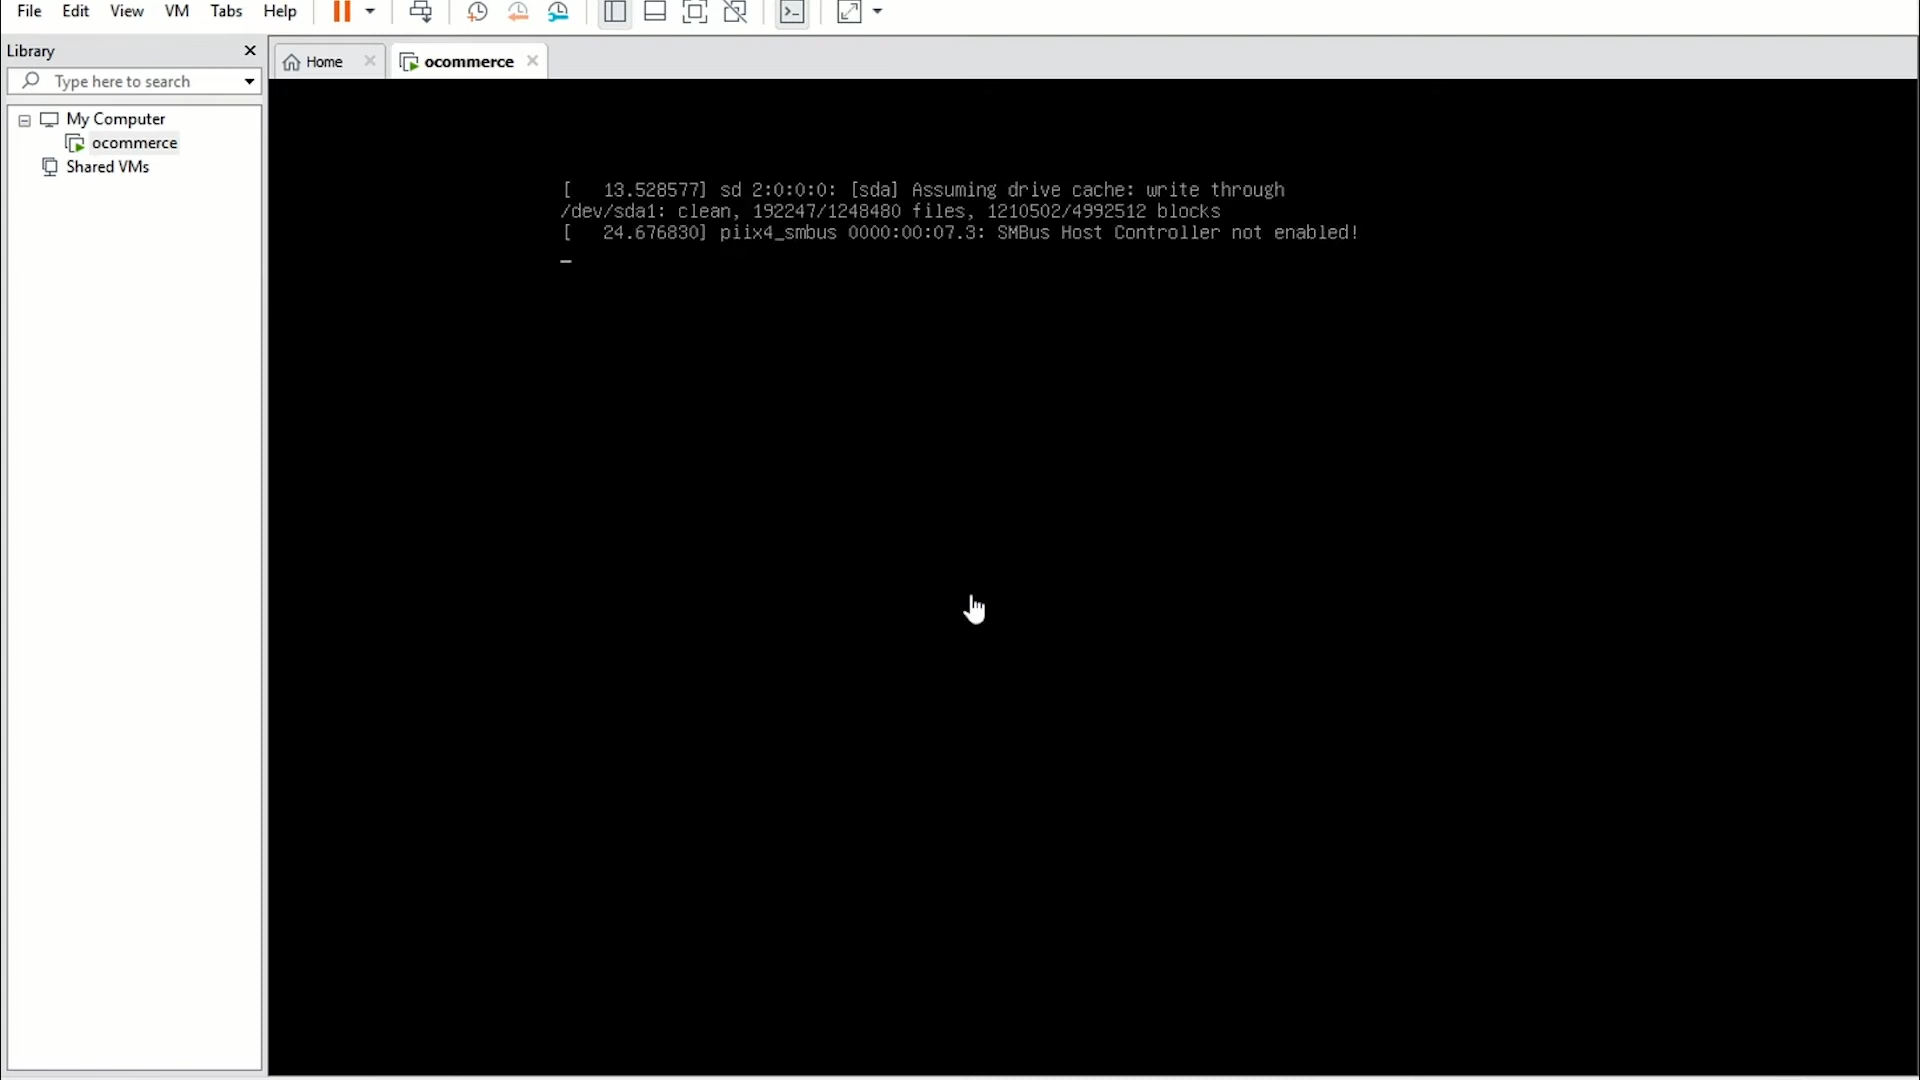 File Edit View VM Tabs Help
Library
Type here to search
My Computer
ocommerce
Shared VMs
Home
ocommerce
[   13.528577] sd 2:0:0:0: [sda] Assuming drive cache: write through
/dev/sda1: clean, 192247/1248480 files, 1210502/4992512 blocks
[   24.676830] piix4_smbus 0000:00:07.3: SMBus Host Controller not enabled!